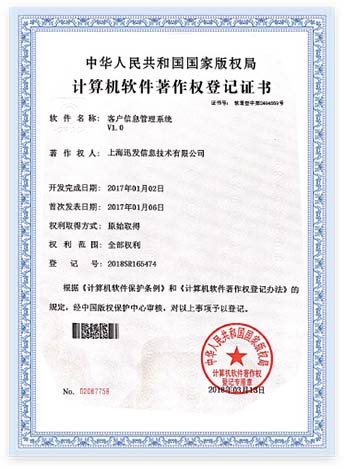 中华人民共和国国家版权局
计算机软件著作权登记证书
证书号：
软件名称： 客户信息管理系统
V1.0
著作权人： 上海迅发信息技术有限公司
开发完成日期： 2017年01月02日
首次发表日期： 2017年01月06日
权利取得方式： 原始取得
权利范围： 全部权利
登记号： 2018SR165474
根据《计算机软件保护条例》和《计算机软件著作权登记办法》的
规定，经中国版权保护中心审核，对以上事项予以登记。
中华人民共和国国家版权局
计算机软件著作权
登记专用章
No. 02067756
2018年03月13日